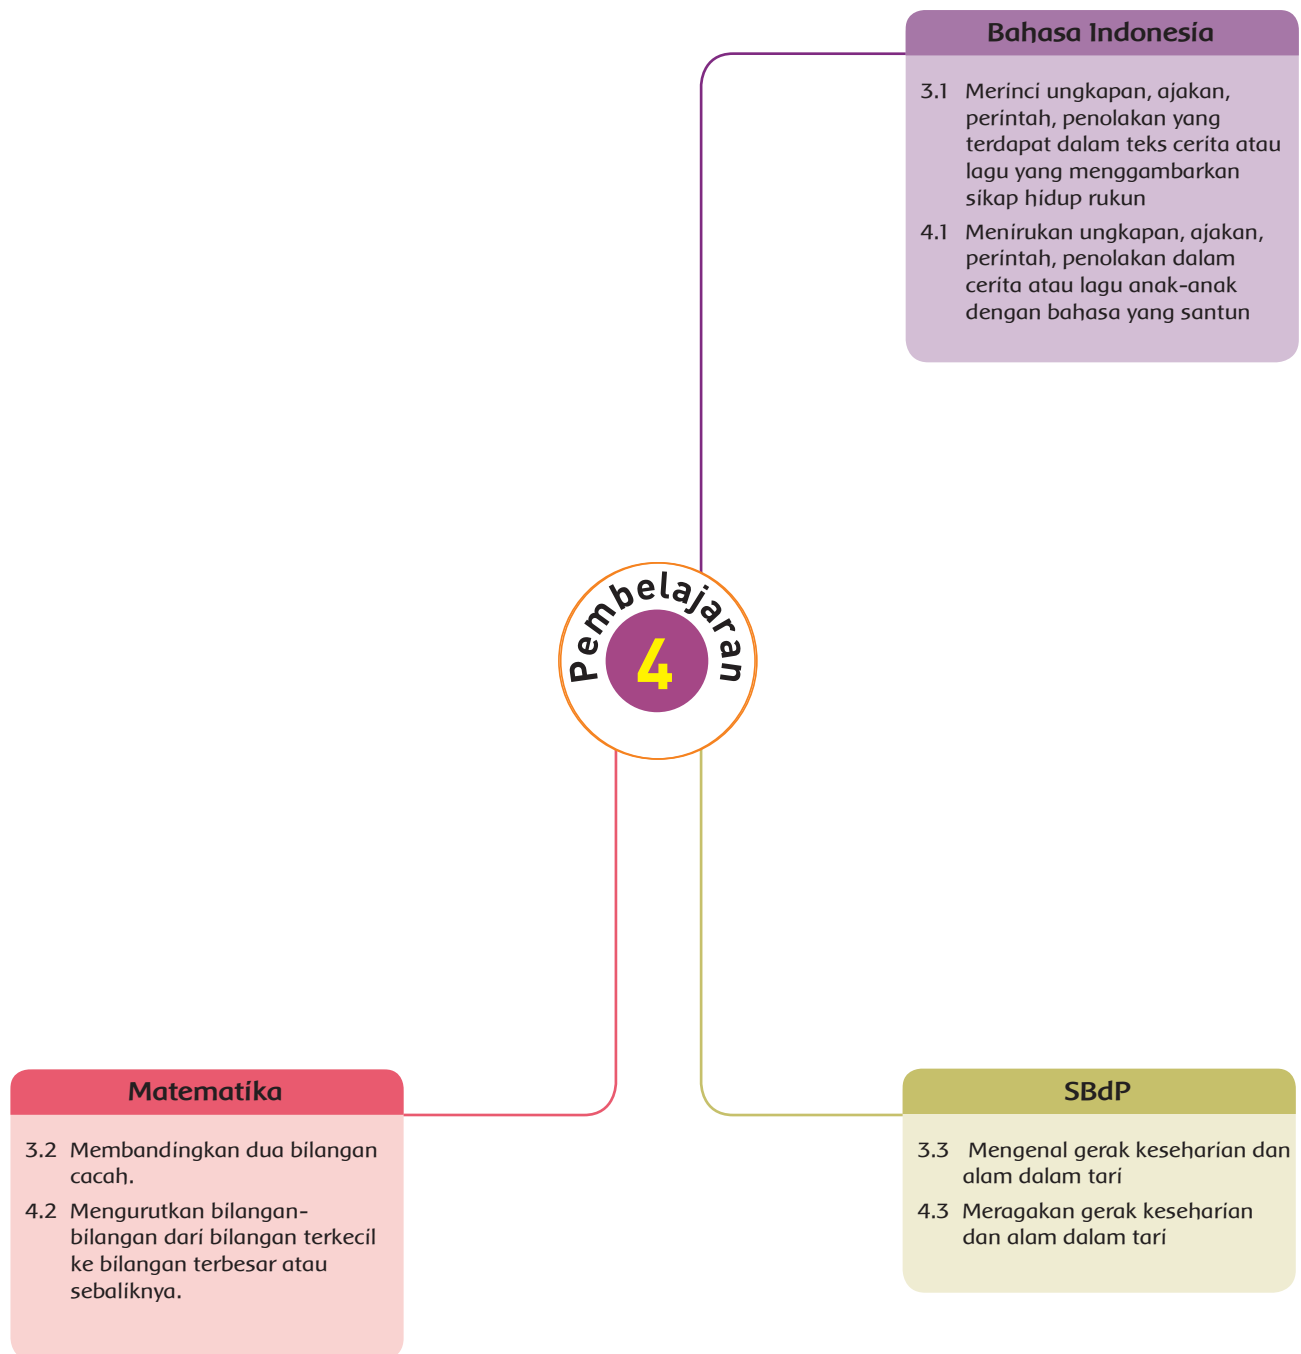 Bahasa Indonesia
3.1 Merinci ungkapan, ajakan,
perintah, penolakan yang
terdapat dalam teks cerita atau
lagu yang menggambarkan
sikap hidup rukun
4.1 Menirukan ungkapan, ajakan,
perintah, penolakan dalam
cerita atau lagu anak-anak
dengan bahasa yang santun
Pembelajaran
4
Matematika
3.2 Membandingkan dua bilangan
cacah.
4.2 Mengurutkan bilangan-
bilangan dari bilangan terkecil
ke bilangan terbesar atau
sebaliknya.
SBdP
3.3 Mengenal gerak keseharian dan
alam dalam tari
4.3 Meragakan gerak keseharian
dan alam dalam tari